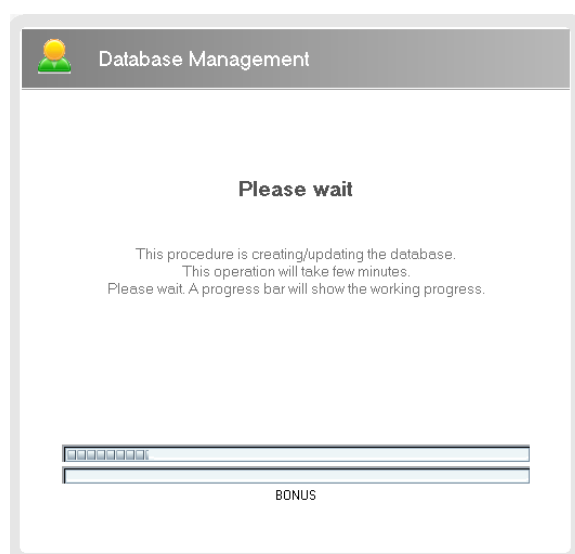 Database Management
Please wait
This procedure is creating/updating the database.
This operation will take few minutes.
Please wait. A progress bar will show the working progress.
BONUS